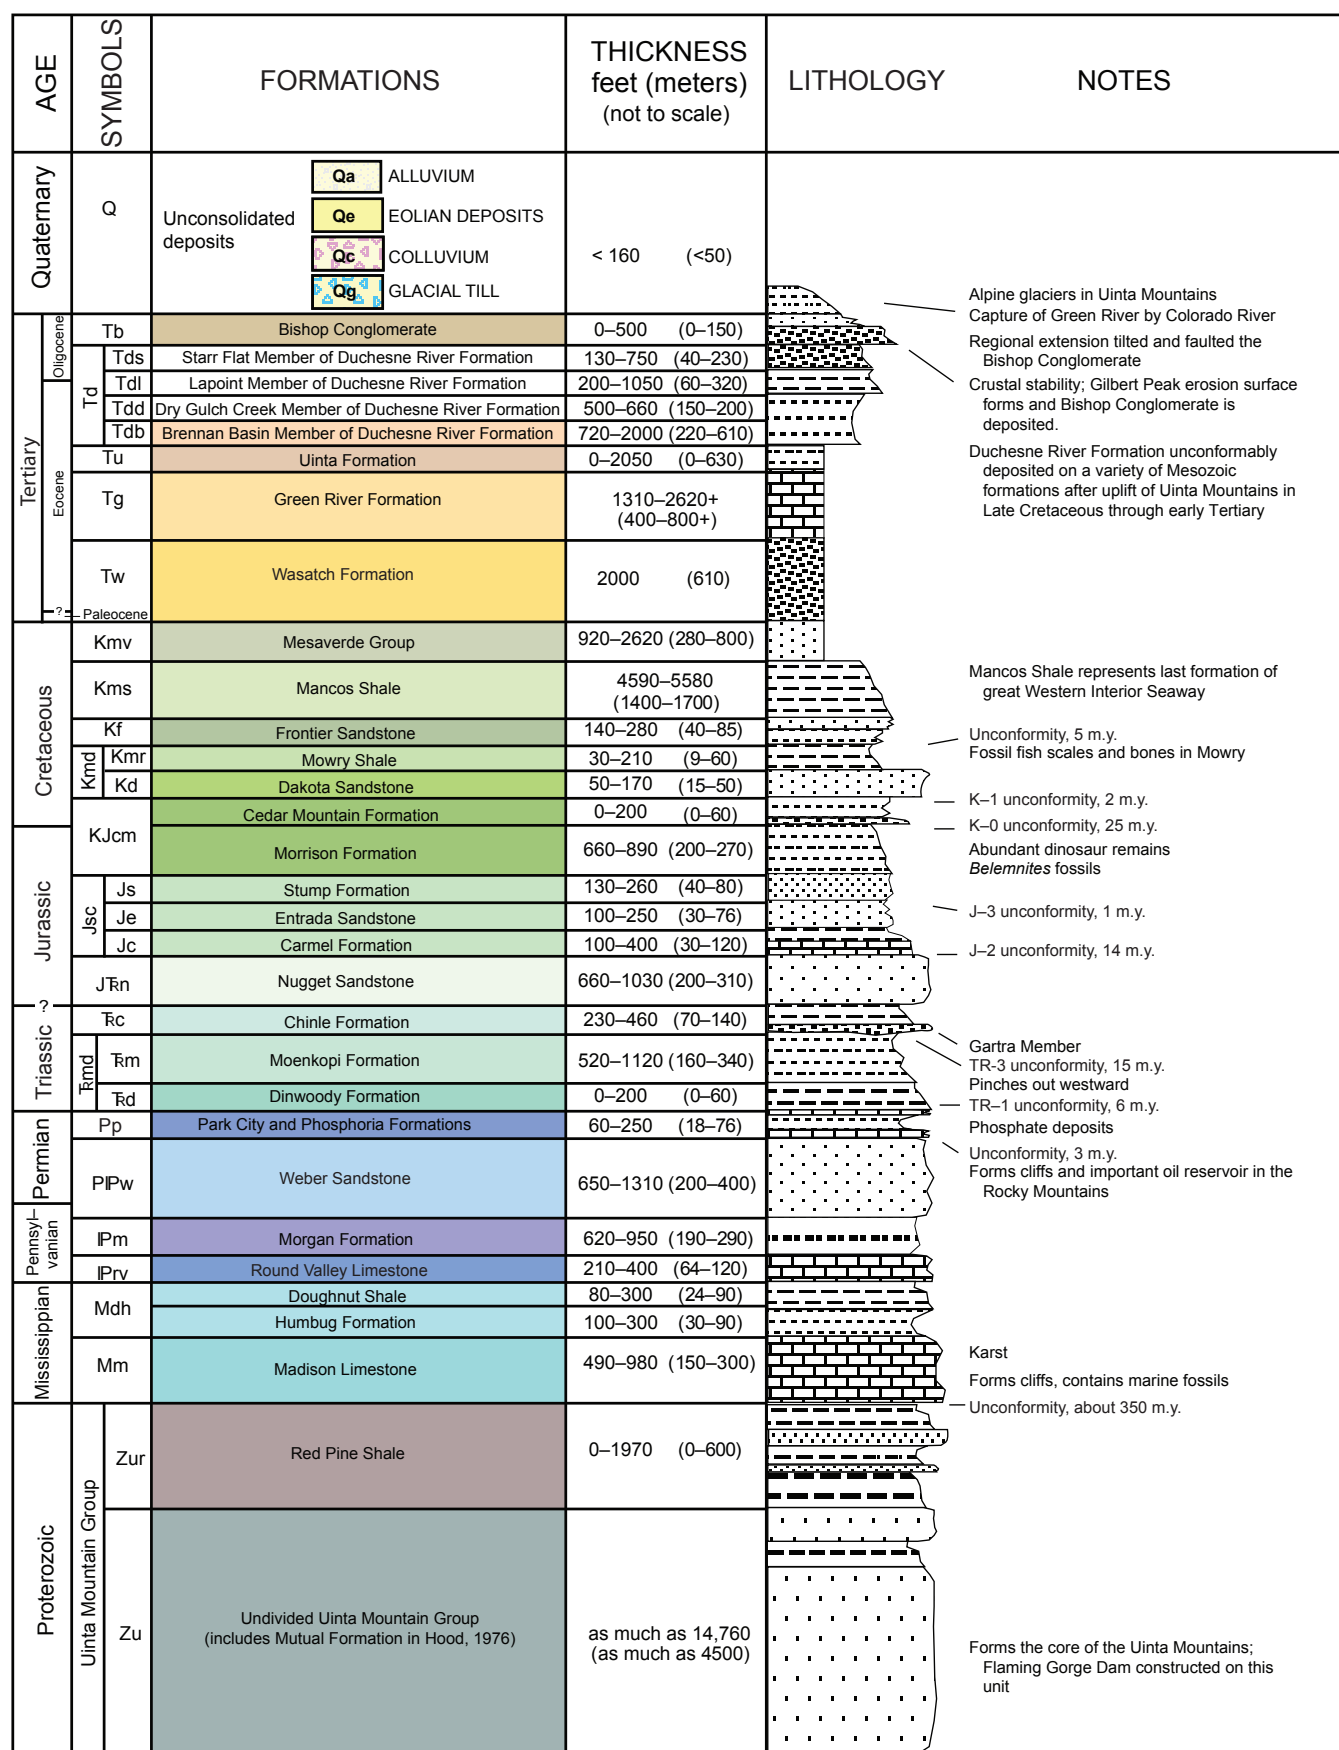 AGE
SYMBOLS
FORMATIONS
THICKNESS
feet (meters)
(not to scale)
LITHOLOGY
NOTES
Quaternary
Q
Unconsolidated
deposits
Qa ALLUVIUM
Qe EOLIAN DEPOSITS
Qc COLLUVIUM
Qg GLACIAL TILL
< 160 (<50)
Alpine glaciers in Uinta Mountains
Capture of Green River by Colorado River
Tertiary
Oligocene
Eocene
? Paleocene
Tb Bishop Conglomerate 0–500 (0–150)
Regional extension tilted and faulted the
Bishop Conglomerate
Td
Tds Starr Flat Member of Duchesne River Formation 130–750 (40–230)
Tdl Lapoint Member of Duchesne River Formation 200–1050 (60–320)
Crustal stability; Gilbert Peak erosion surface
forms and Bishop Conglomerate is
deposited.
Tdd Dry Gulch Creek Member of Duchesne River Formation 500–660 (150–200)
Tdb Brennan Basin Member of Duchesne River Formation 720–2000 (220–610)
Tu Uinta Formation 0–2050 (0–630)
Duchesne River Formation unconformably
deposited on a variety of Mesozoic
formations after uplift of Uinta Mountains in
Late Cretaceous through early Tertiary
Tg Green River Formation 1310–2620+
(400–800+)
Tw Wasatch Formation 2000 (610)
Cretaceous
Kmv Mesaverde Group 920–2620 (280–800)
Kms Mancos Shale 4590–5580
(1400–1700)
Mancos Shale represents last formation of
great Western Interior Seaway
Kf Frontier Sandstone 140–280 (40–85)
Unconformity, 5 m.y.
Kmd
Kmr Mowry Shale 30–210 (9–60)
Fossil fish scales and bones in Mowry
Kd Dakota Sandstone 50–170 (15–50)
K–1 unconformity, 2 m.y.
KJcm
Cedar Mountain Formation 0–200 (0–60)
K–0 unconformity, 25 m.y.
Jurassic
Morrison Formation 660–890 (200–270)
Abundant dinosaur remains
Belemnites fossils
Jsc
Js Stump Formation 130–260 (40–80)
Je Entrada Sandstone 100–250 (30–76)
J–3 unconformity, 1 m.y.
Jc Carmel Formation 100–400 (30–120)
J–2 unconformity, 14 m.y.
JTRn Nugget Sandstone 660–1030 (200–310)
?
Triassic
TRc Chinle Formation 230–460 (70–140)
Gartra Member
TR-3 unconformity, 15 m.y.
TRmd
TRm Moenkopi Formation 520–1120 (160–340)
Pinches out westward
TRd Dinwoody Formation 0–200 (0–60)
TR–1 unconformity, 6 m.y.
Permian
Pp Park City and Phosphoria Formations 60–250 (18–76)
Phosphate deposits
Unconformity, 3 m.y.
PIPw Weber Sandstone 650–1310 (200–400)
Forms cliffs and important oil reservoir in the
Rocky Mountains
Pennsyl–
vanian
IPm Morgan Formation 620–950 (190–290)
IPrv Round Valley Limestone 210–400 (64–120)
Mississippian
Mdh
Doughnut Shale 80–300 (24–90)
Humbug Formation 100–300 (30–90)
Mm Madison Limestone 490–980 (150–300)
Karst
Forms cliffs, contains marine fossils
Unconformity, about 350 m.y.
Proterozoic
Uinta Mountain Group
Zur Red Pine Shale 0–1970 (0–600)
Zu Undivided Uinta Mountain Group
(includes Mutual Formation in Hood, 1976)
as much as 14,760
(as much as 4500)
Forms the core of the Uinta Mountains;
Flaming Gorge Dam constructed on this
unit